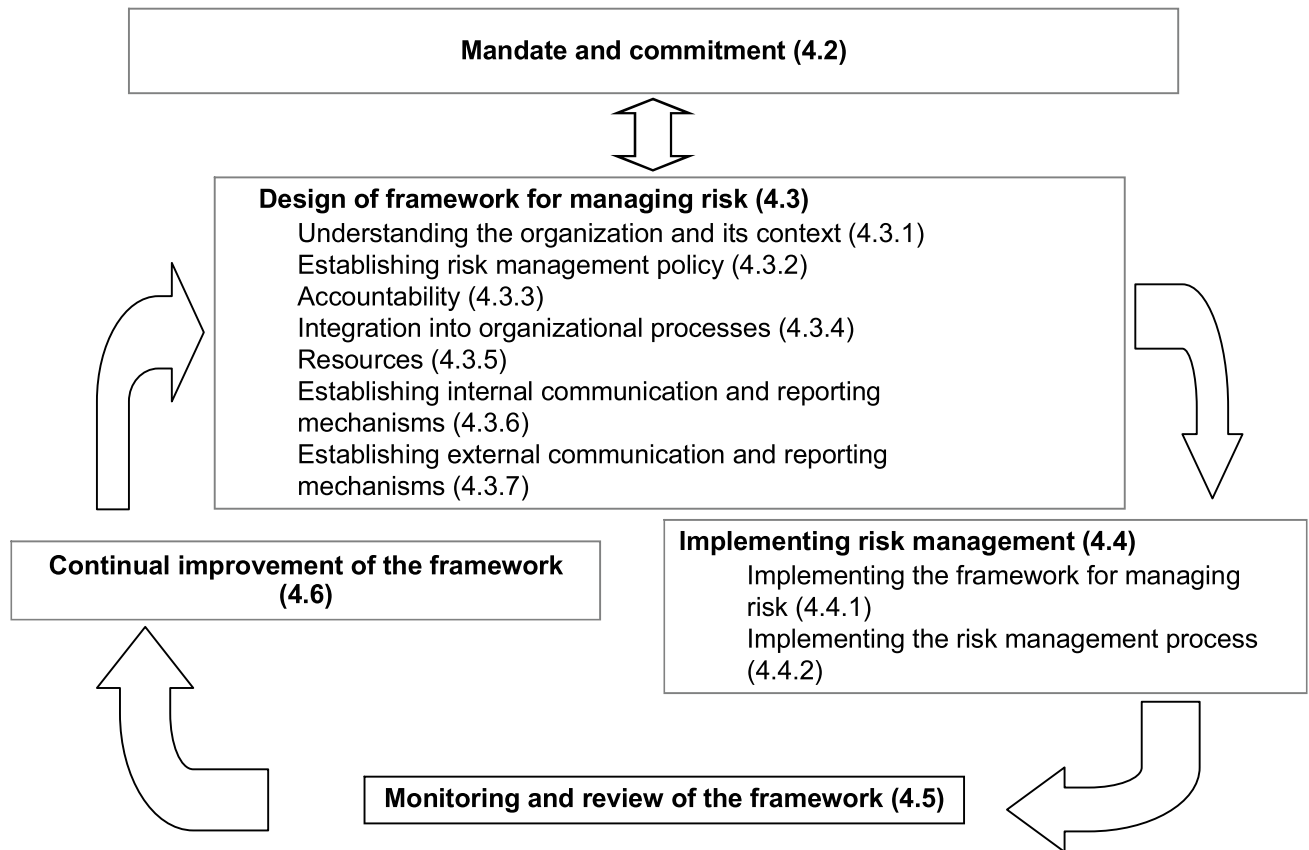 Mandate and commitment (4.2)
Design of framework for managing risk (4.3)
Understanding the organization and its context (4.3.1)
Establishing risk management policy (4.3.2)
Accountability (4.3.3)
Integration into organizational processes (4.3.4)
Resources (4.3.5)
Establishing internal communication and reporting
mechanisms (4.3.6)
Establishing external communication and reporting
mechanisms (4.3.7)
Implementing risk management (4.4)
Implementing the framework for managing
risk (4.4.1)
Implementing the risk management process
(4.4.2)
Monitoring and review of the framework (4.5)
Continual improvement of the framework
(4.6)